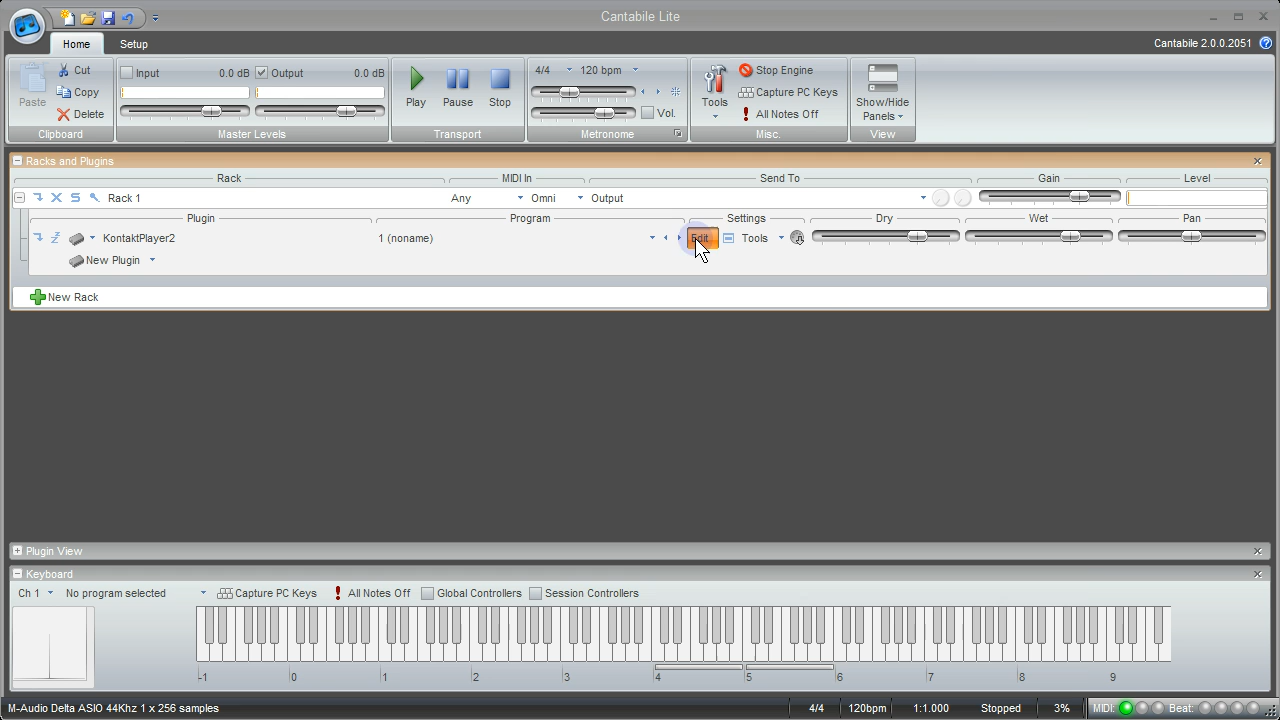 Cantabile Lite
Home Setup Cantabile 2.0.0.2051
Paste Cut Copy Delete Clipboard
Input 0.0 dB Output 0.0 dB Master Levels
Play Pause Stop Transport
4/4 120 bpm Vol. Metronome
Tools Stop Engine Capture PC Keys All Notes Off Misc.
Show/Hide Panels View
Racks and Plugins
Rack MIDI In Send To Gain Level
Rack 1 Any Omni Output
Plugin Program Settings Dry Wet Pan
KontaktPlayer2 1 (noname) Edit Tools
New Plugin
New Rack
Plugin View
Keyboard
Ch 1 No program selected Capture PC Keys All Notes Off Global Controllers Session Controllers
-1 0 1 2 3 4 5 6 7 8 9
M-Audio Delta ASIO 44Khz 1 x 256 samples 4/4 120bpm 1:1.000 Stopped 3% MIDI: Beat: